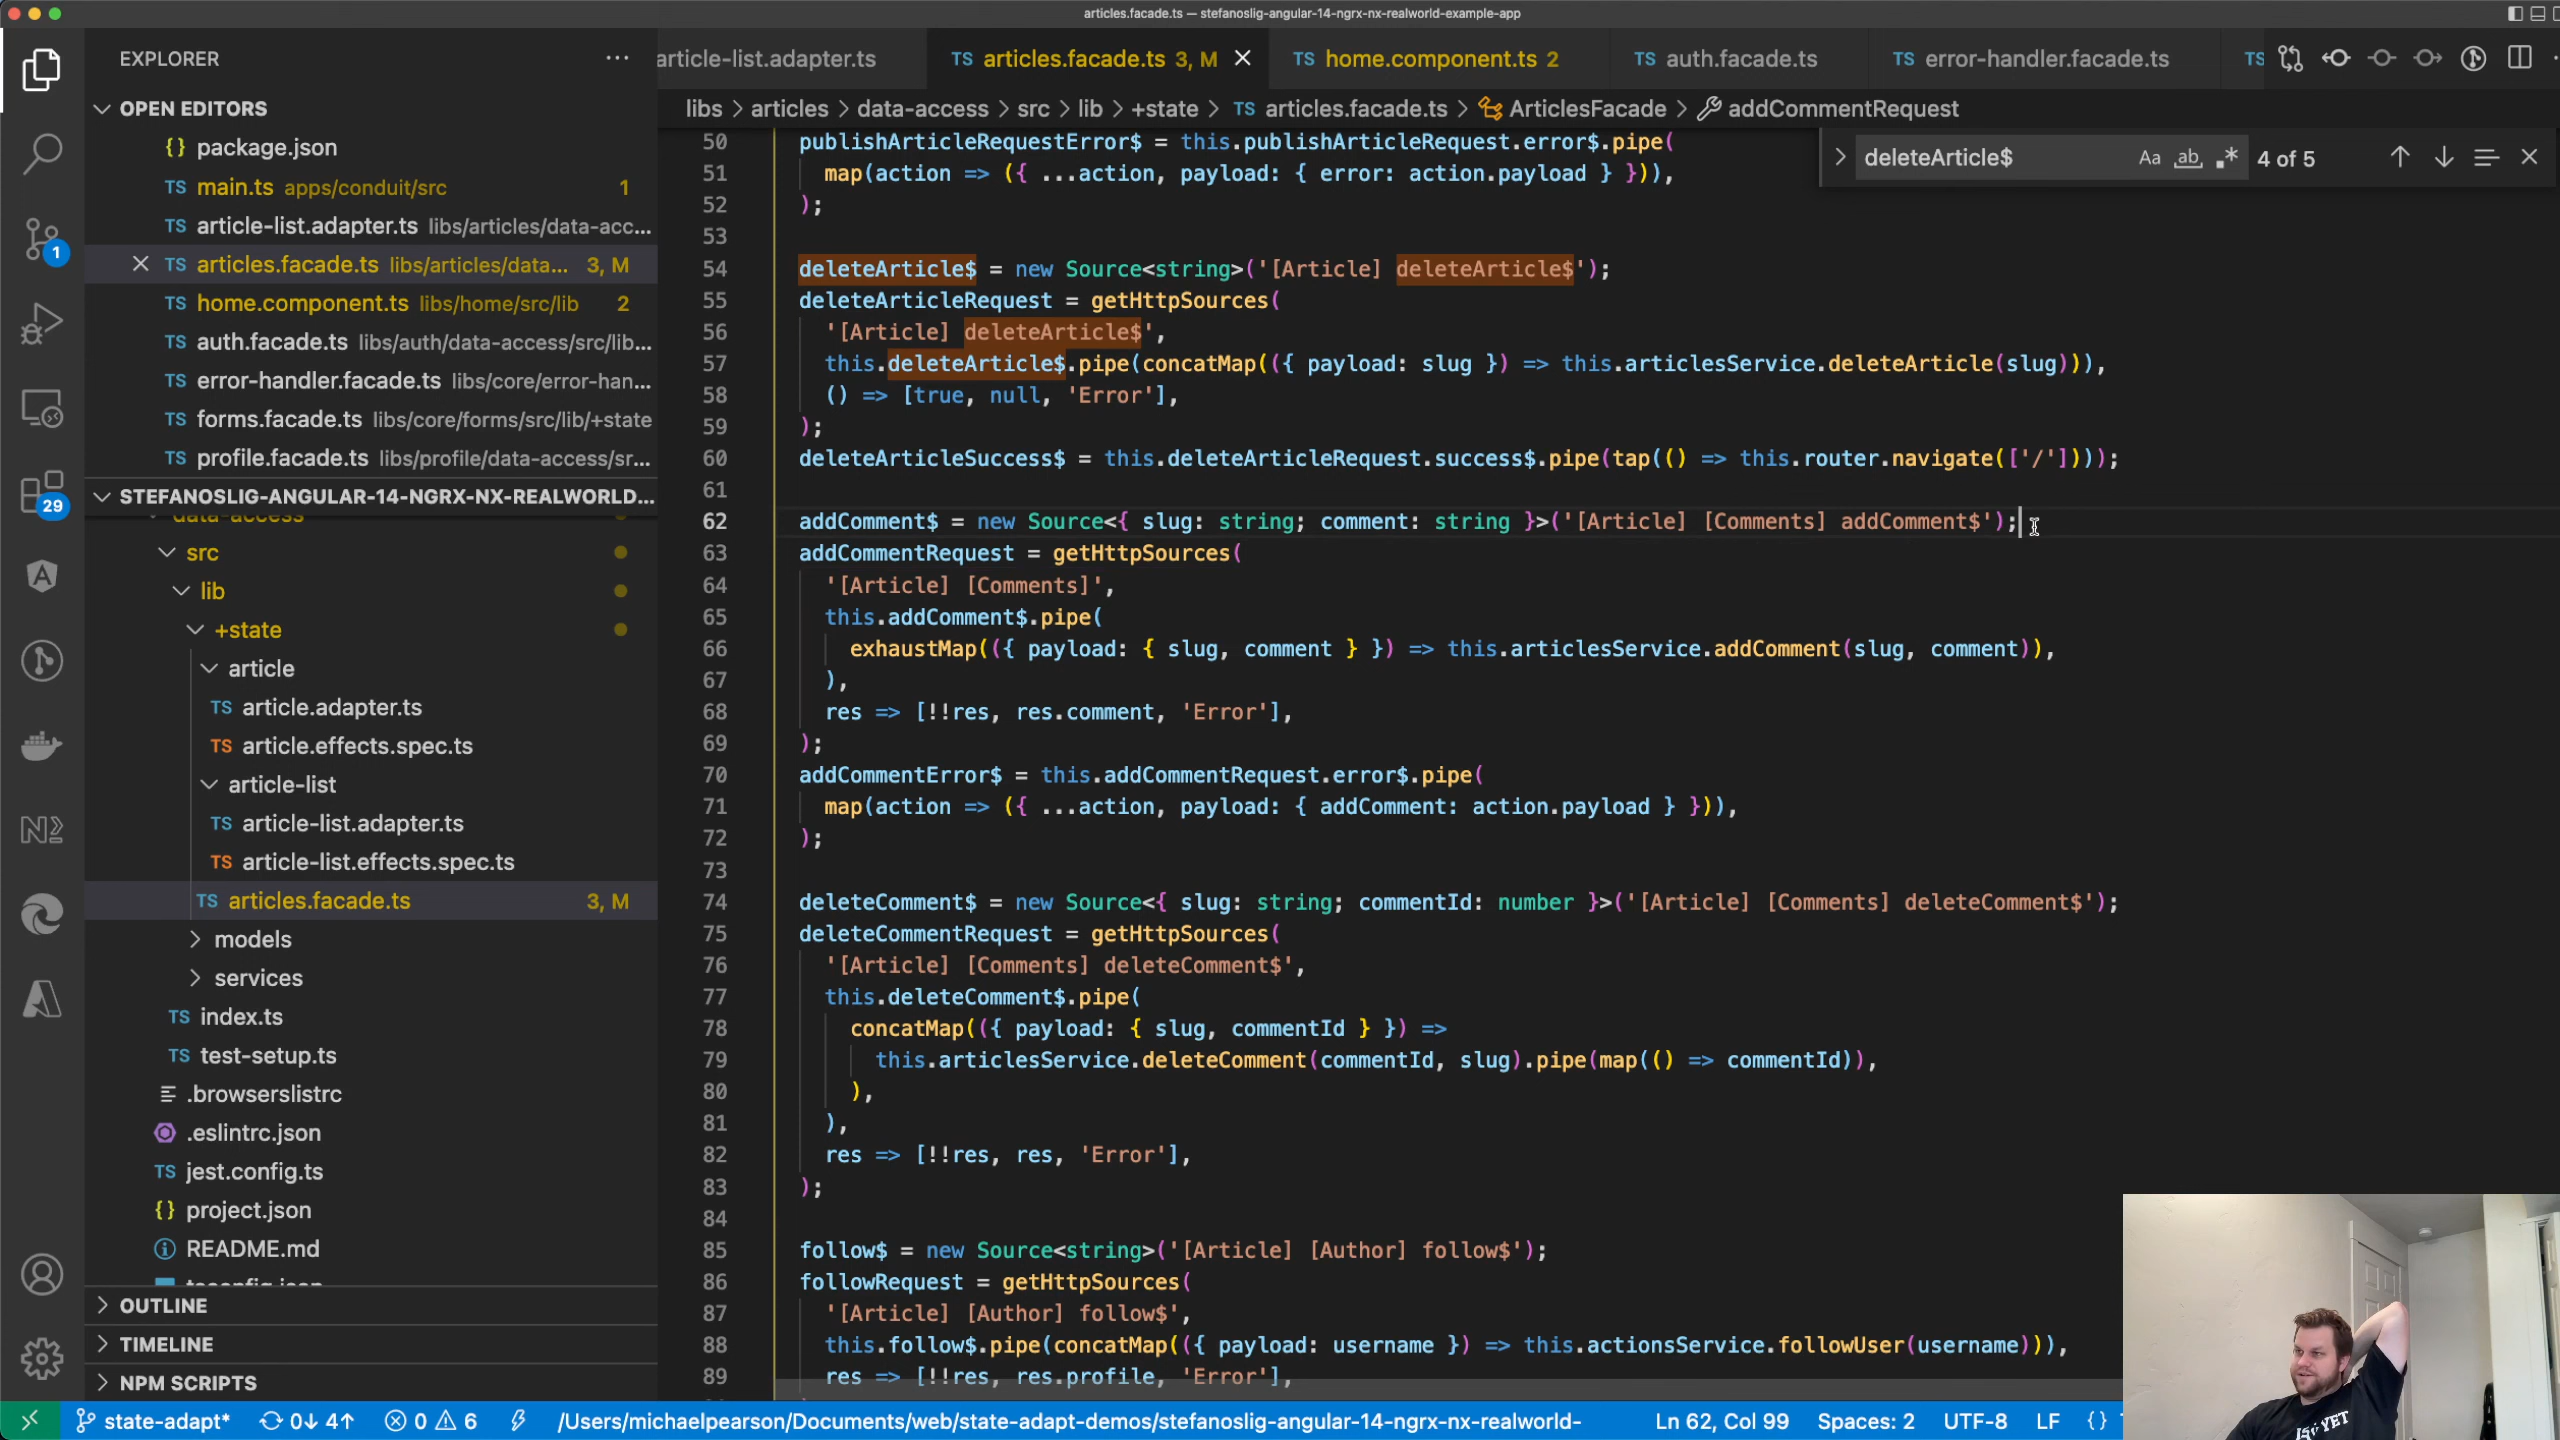 articles.facade.ts — stefanoslig-angular-14-ngrx-nx-realworld-example-app
EXPLORER
OPEN EDITORS
{} package.json
TS main.ts apps/conduit/src 1
TS article-list.adapter.ts libs/articles/data-acc...
TS articles.facade.ts libs/articles/data... 3, M
TS home.component.ts libs/home/src/lib 2
TS auth.facade.ts libs/auth/data-access/src/lib...
TS error-handler.facade.ts libs/core/error-han...
TS forms.facade.ts libs/core/forms/src/lib/+state
TS profile.facade.ts libs/profile/data-access/sr...
STEFANOSLIG-ANGULAR-14-NGRX-NX-REALWORLD...
data-access
src
lib
+state
article
TS article.adapter.ts
TS article.effects.spec.ts
article-list
TS article-list.adapter.ts
TS article-list.effects.spec.ts
TS articles.facade.ts 3, M
models
services
TS index.ts
TS test-setup.ts
.browserslistrc
.eslintrc.json
TS jest.config.ts
{} project.json
README.md
tsconfig.json
OUTLINE
TIMELINE
NPM SCRIPTS
1
29
article-list.adapter.ts
TS articles.facade.ts 3, M
TS home.component.ts 2
TS auth.facade.ts
TS error-handler.facade.ts
TS
libs > articles > data-access > src > lib > +state > TS articles.facade.ts > ArticlesFacade > addCommentRequest
deleteArticle$ Aa ab 4 of 5
50 publishArticleRequestError$ = this.publishArticleRequest.error$.pipe(
51 map(action => ({ ...action, payload: { error: action.payload } })),
52 );
53
54 deleteArticle$ = new Source<string>('[Article] deleteArticle$');
55 deleteArticleRequest = getHttpSources(
56 '[Article] deleteArticle$',
57 this.deleteArticle$.pipe(concatMap(({ payload: slug }) => this.articlesService.deleteArticle(slug))),
58 () => [true, null, 'Error'],
59 );
60 deleteArticleSuccess$ = this.deleteArticleRequest.success$.pipe(tap(() => this.router.navigate(['/'])));
61
62 addComment$ = new Source<{ slug: string; comment: string }>('[Article] [Comments] addComment$');
63 addCommentRequest = getHttpSources(
64 '[Article] [Comments]',
65 this.addComment$.pipe(
66 exhaustMap(({ payload: { slug, comment } }) => this.articlesService.addComment(slug, comment)),
67 ),
68 res => [!!res, res.comment, 'Error'],
69 );
70 addCommentError$ = this.addCommentRequest.error$.pipe(
71 map(action => ({ ...action, payload: { addComment: action.payload } })),
72 );
73
74 deleteComment$ = new Source<{ slug: string; commentId: number }>('[Article] [Comments] deleteComment$');
75 deleteCommentRequest = getHttpSources(
76 '[Article] [Comments] deleteComment$',
77 this.deleteComment$.pipe(
78 concatMap(({ payload: { slug, commentId } }) =>
79 this.articlesService.deleteComment(commentId, slug).pipe(map(() => commentId)),
80 ),
81 ),
82 res => [!!res, res, 'Error'],
83 );
84
85 follow$ = new Source<string>('[Article] [Author] follow$');
86 followRequest = getHttpSources(
87 '[Article] [Author] follow$',
88 this.follow$.pipe(concatMap(({ payload: username }) => this.actionsService.followUser(username))),
89 res => [!!res, res.profile, 'Error'],
state-adapt* 0↓ 4↑ 0 6 /Users/michaelpearson/Documents/web/state-adapt-demos/stefanoslig-angular-14-ngrx-nx-realworld- Ln 62, Col 99 Spaces: 2 UTF-8 LF {}
YET